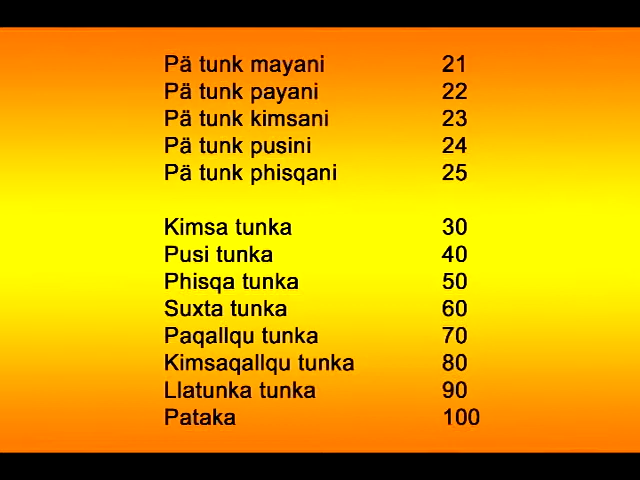 Pä tunk mayani 21
Pä tunk payani 22
Pä tunk kimsani 23
Pä tunk pusini 24
Pä tunk phisqani 25
Kimsa tunka 30
Pusi tunka 40
Phisqa tunka 50
Suxta tunka 60
Paqallqu tunka 70
Kimsaqallqu tunka 80
Llatunka tunka 90
Pataka 100